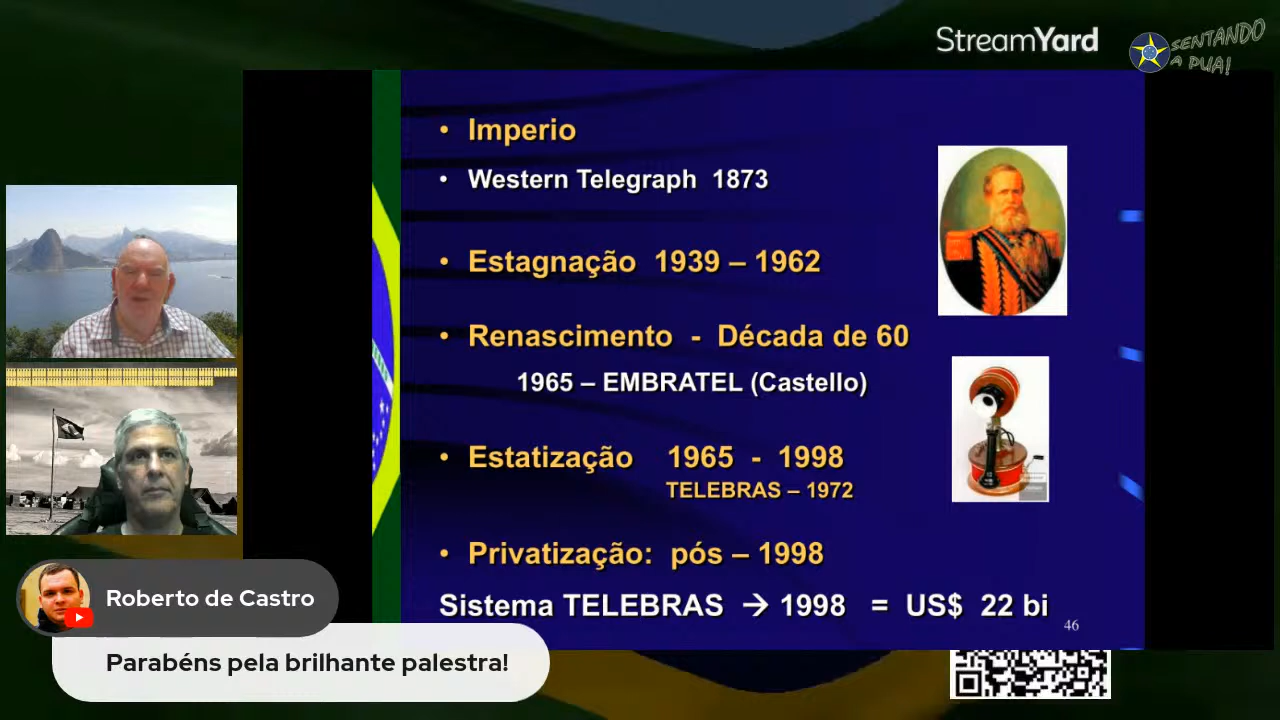 StreamYard
SENTANDO
A PUA!
• Imperio
• Western Telegraph 1873
• Estagnação 1939 – 1962
• Renascimento - Década de 60
1965 – EMBRATEL (Castello)
• Estatização 1965 - 1998
TELEBRAS – 1972
• Privatização: pós – 1998
Sistema TELEBRAS → 1998 = US$ 22 bi
46
Roberto de Castro
Parabéns pela brilhante palestra!